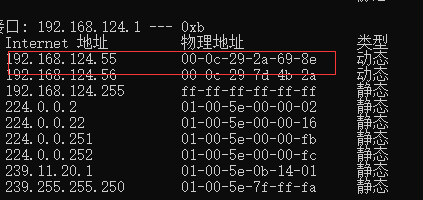 接口: 192.168.124.1 --- 0xb
Internet 地址 物理地址 类型
192.168.124.55 00-0c-29-2a-69-8e 动态
192.168.124.56 00-0c-29-7d-4b-2a 动态
192.168.124.255 ff-ff-ff-ff-ff-ff 静态
224.0.0.2 01-00-5e-00-00-02 静态
224.0.0.22 01-00-5e-00-00-16 静态
224.0.0.251 01-00-5e-00-00-fb 静态
224.0.0.252 01-00-5e-00-00-fc 静态
239.11.20.1 01-00-5e-0b-14-01 静态
239.255.255.250 01-00-5e-7f-ff-fa 静态